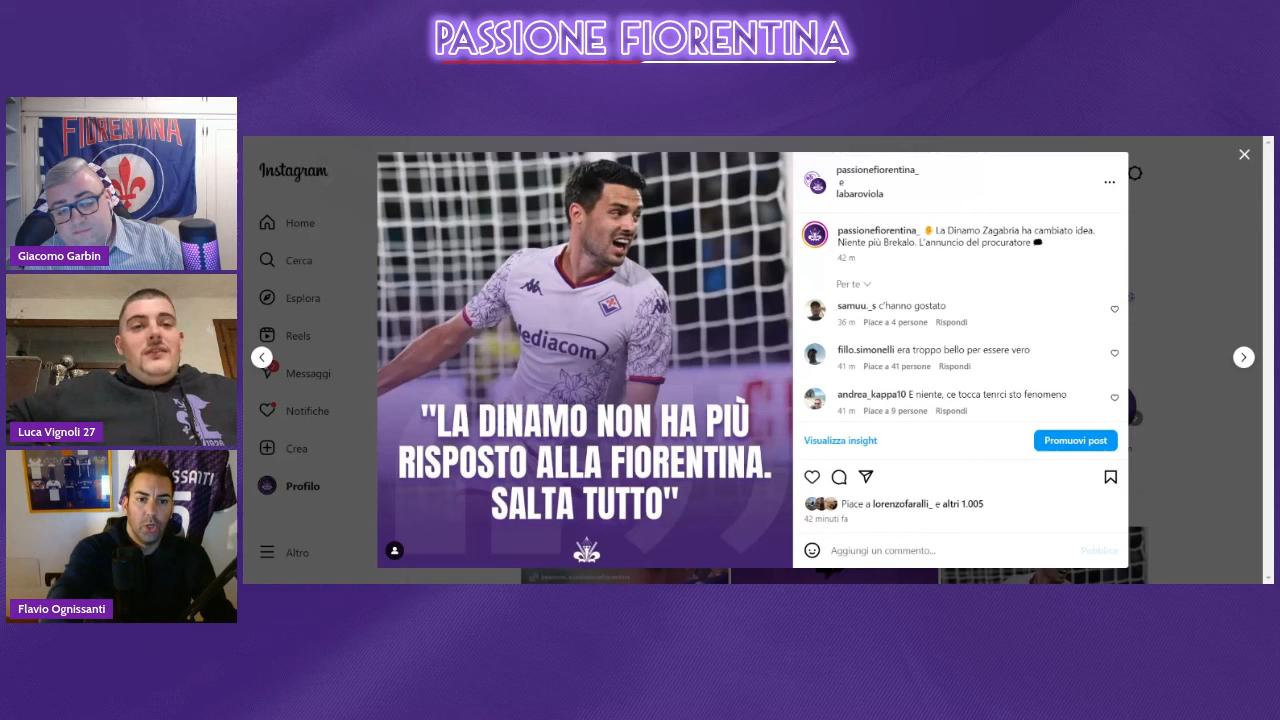 PASSIONE FIORENTINA
FIORENTINA
Giacomo Garbin
Luca Vignoli 27
Flavio Ognissanti
Instagram
Home
Cerca
Esplora
Reels
Messaggi
Notifiche
Crea
Profilo
Altro
Mediacom
"LA DINAMO NON HA PIÙ
RISPOSTO ALLA FIORENTINA.
SALTA TUTTO"
passionefiorentina_
e
labaroviola
passionefiorentina_ ✋ La Dinamo Zagabria ha cambiato idea.
Niente più Brekalo. L'annuncio del procuratore
42 m
Per te
samuu._s c'hanno gostato
36 m Piace a 4 persone Rispondi
fillo.simonelli era troppo bello per essere vero
41 m Piace a 41 persone Rispondi
andrea_kappa10 E niente, ce tocca tenrci sto fenomeno
41 m Piace a 9 persone Rispondi
Visualizza insight
Promuovi post
Piace a lorenzofaralli_ e altri 1.005
42 minuti fa
Aggiungi un commento...
Pubblica